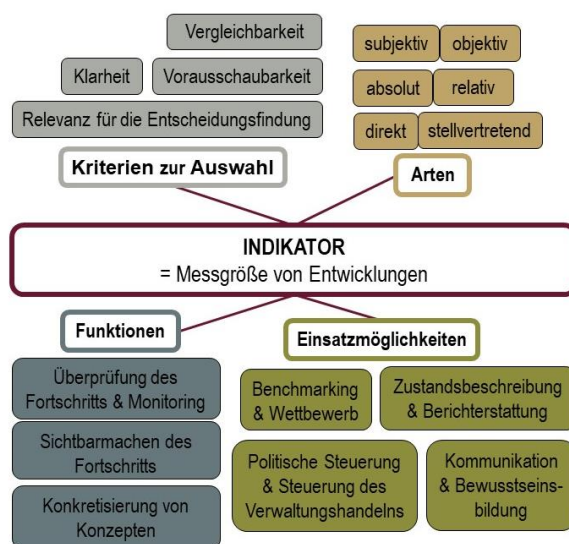 Vergleichbarkeit
Klarheit
Vorausschaubarkeit
Relevanz für die Entscheidungsfindung
Kriterien zur Auswahl
subjektiv
objektiv
absolut
relativ
direkt
stellvertretend
Arten
INDIKATOR
= Messgröße von Entwicklungen
Funktionen
Überprüfung des
Fortschritts & Monitoring
Sichtbarmachen des
Fortschritts
Konkretisierung von
Konzepten
Einsatzmöglichkeiten
Benchmarking
& Wettbewerb
Zustandsbeschreibung
& Berichterstattung
Politische Steuerung
& Steuerung des
Verwaltungshandelns
Kommunikation
& Bewusstseins-
bildung